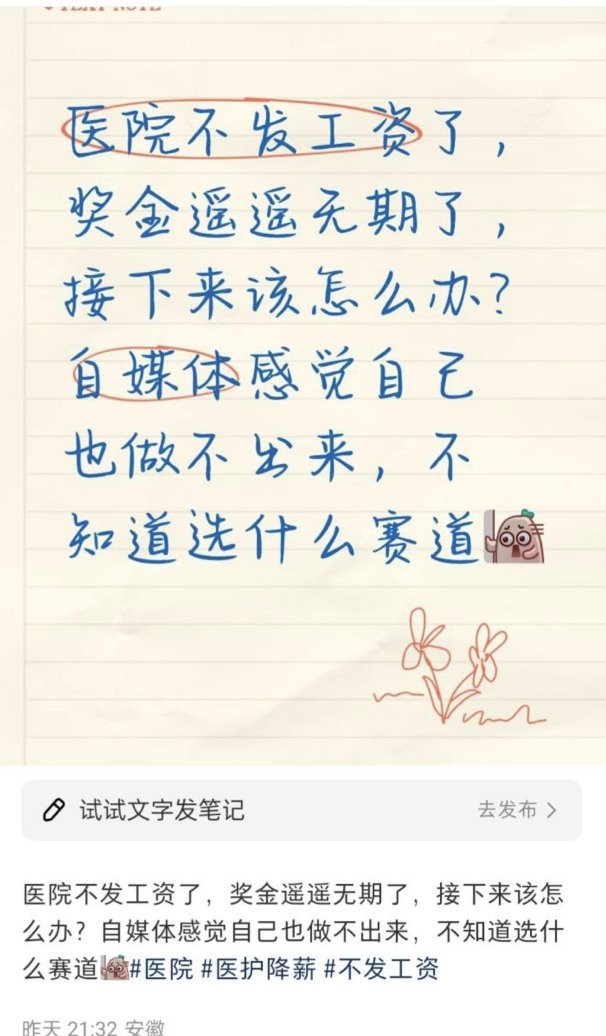 医院不发工资了，
奖金遥遥无期了，
接下来该怎么办？
自媒体感觉自己
也做不出来，不
知道选什么赛道
试试文字发笔记
去发布 >
医院不发工资了，奖金遥遥无期了，接下来该怎
么办？自媒体感觉自己也做不出来，不知道选什
么赛道#医院 #医护降薪 #不发工资
昨天 21:32 安徽